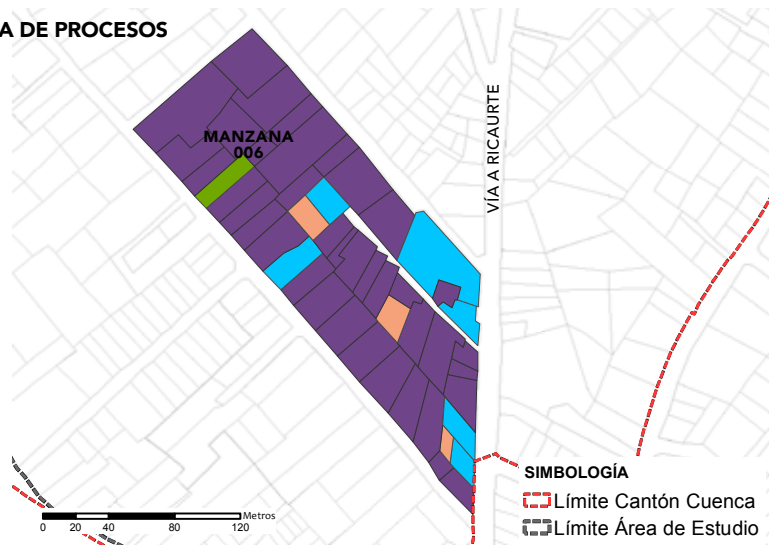 A DE PROCESOS
MANZANA
006
VÍA A RICAURTE
SIMBOLOGÍA
Límite Cantón Cuenca
Límite Área de Estudio
Metros
0 20 40 80 120